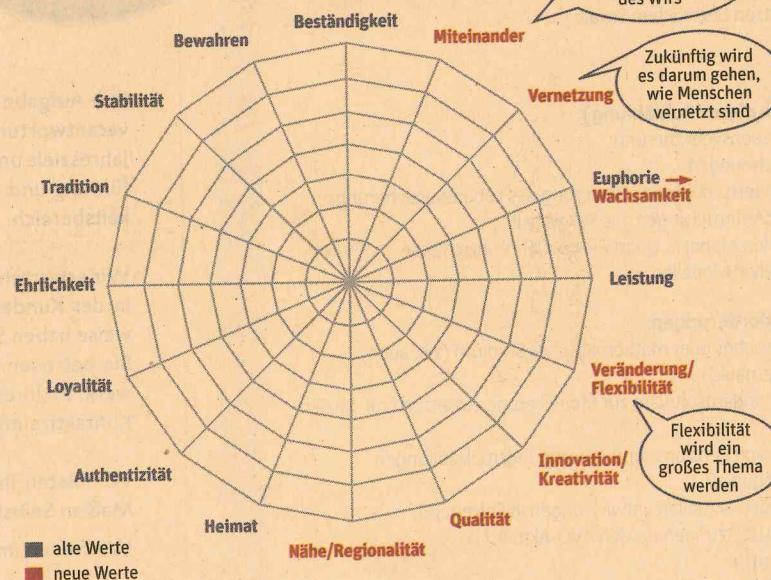 des Wir's
Beständigkeit
Miteinander
Zukünftig wird
es darum gehen,
wie Menschen
vernetzt sind
Vernetzung
Euphorie →
Wachsamkeit
Leistung
Veränderung/
Flexibilität
Flexibilität
wird ein
großes Thema
werden
Innovation/
Kreativität
Qualität
Nähe/Regionalität
Heimat
Authentizität
Loyalität
Ehrlichkeit
Tradition
Stabilität
Bewahren
alte Werte
neue Werte